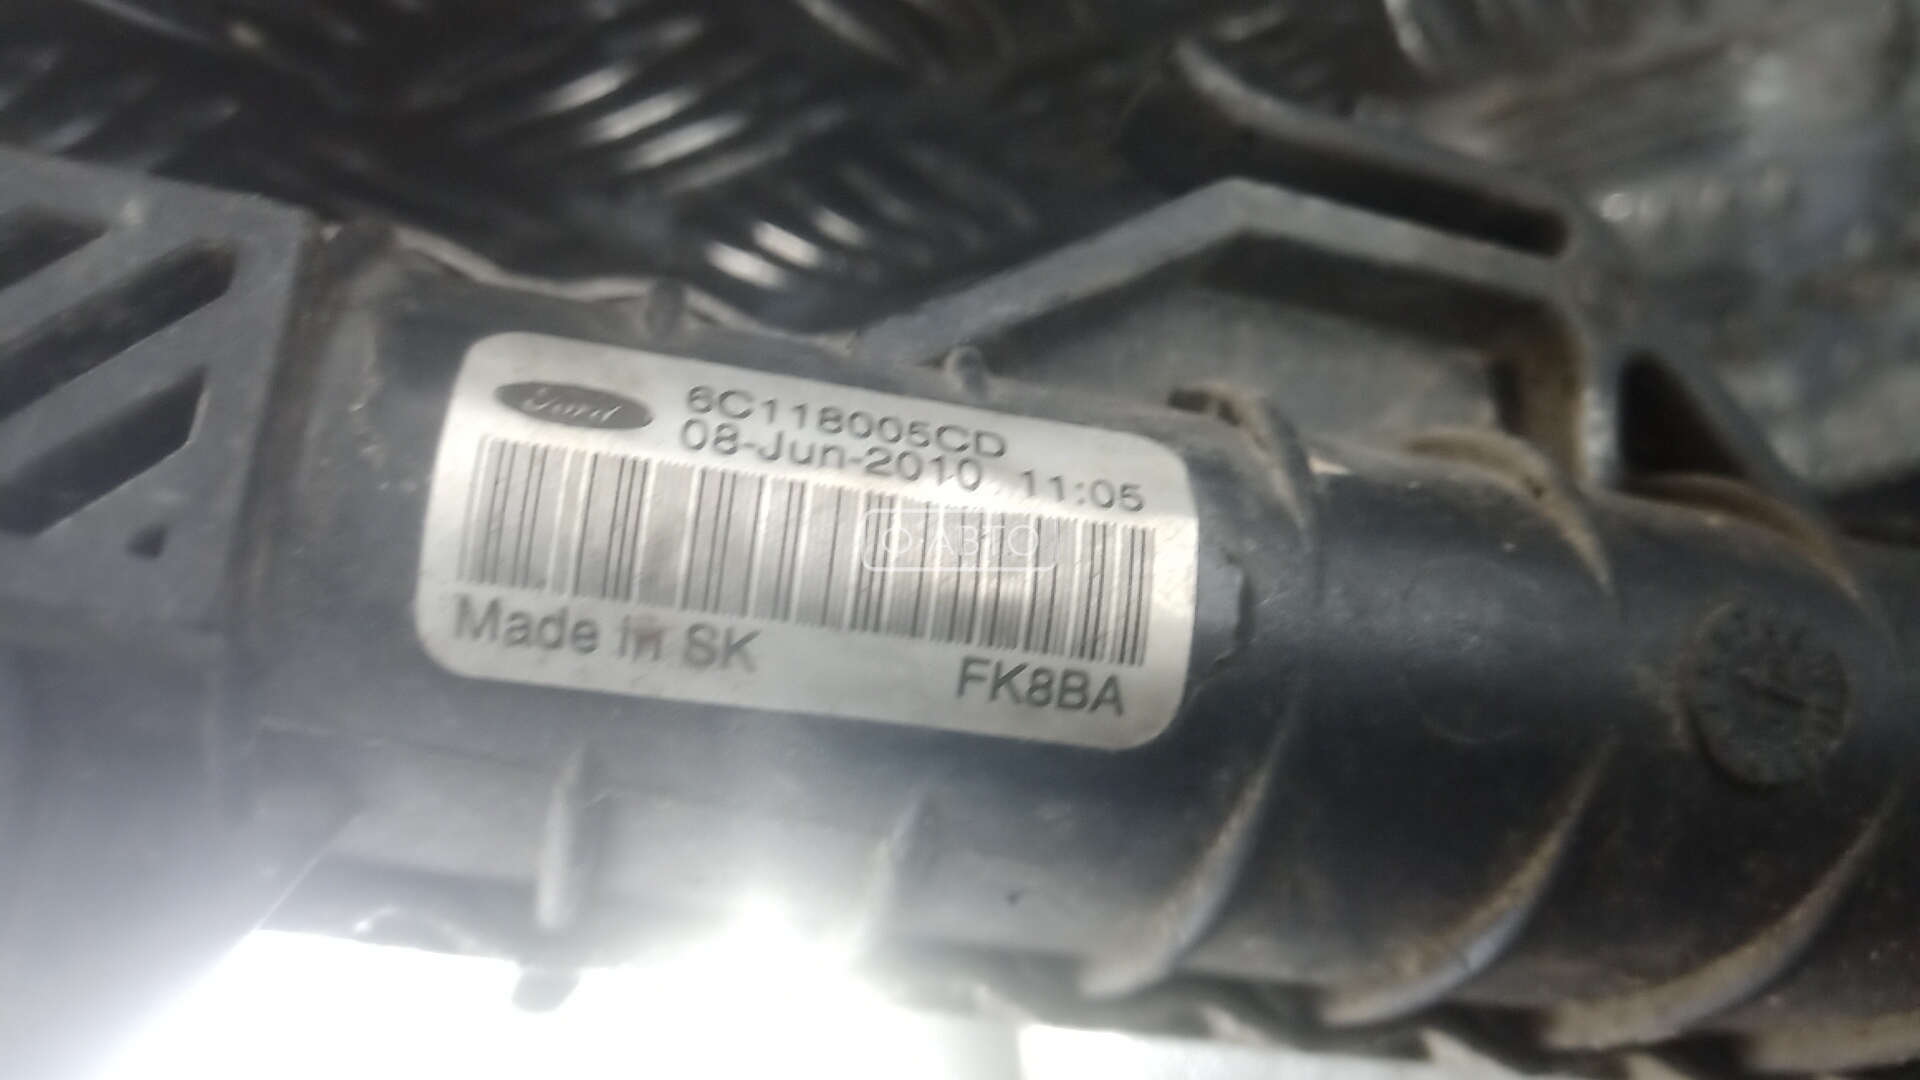 Ford
6C118005CD
08-Jun-2010 11:05
О·АВТО
Made in SK
FK8BA